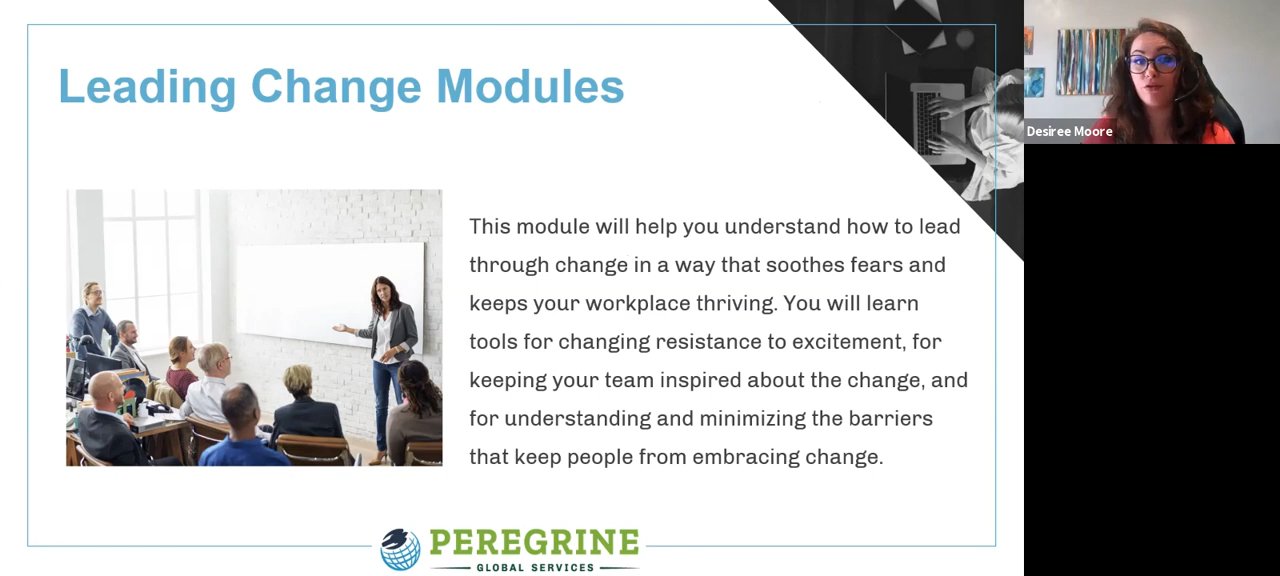 Leading Change Modules
This module will help you understand how to lead
through change in a way that soothes fears and
keeps your workplace thriving. You will learn
tools for changing resistance to excitement, for
keeping your team inspired about the change, and
for understanding and minimizing the barriers
that keep people from embracing change.
PEREGRINE
GLOBAL SERVICES
Desiree Moore